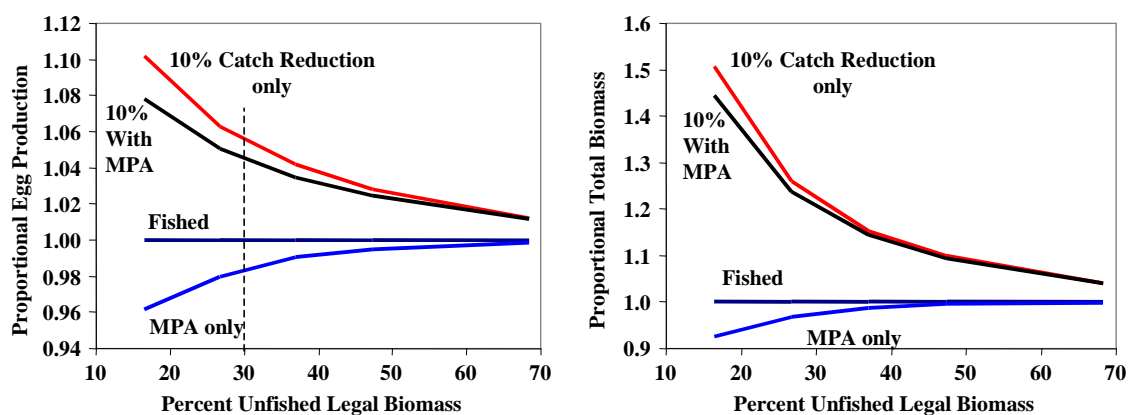 Proportional Egg Production
1.12
1.10
1.08
1.06
1.04
1.02
1.00
0.98
0.96
0.94
10% Catch Reduction
only
10%
With
MPA
Fished
MPA only
10
20
30
40
50
60
70
Percent Unfished Legal Biomass
Proportional Total Biomass
1.6
1.5
1.4
1.3
1.2
1.1
1.0
0.9
10% Catch Reduction
only
10%
With
MPA
Fished
MPA only
10
20
30
40
50
60
70
Percent Unfished Legal Biomass